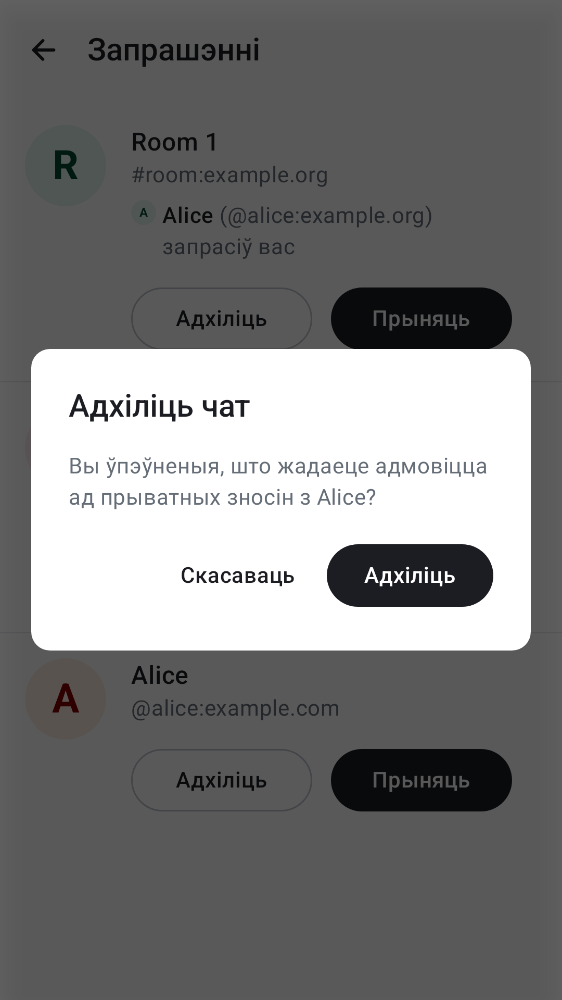 Запрашэнні
R
Room 1
#room:example.org
A Alice (@alice:example.org)
запрасіў вас
Адхіліць
Прыняць
Адхіліць чат
Вы ўпэўненыя, што жадаеце адмовіцца
ад прыватных зносін з Alice?
Скасаваць
Адхіліць
A
Alice
@alice:example.com
Адхіліць
Прыняць